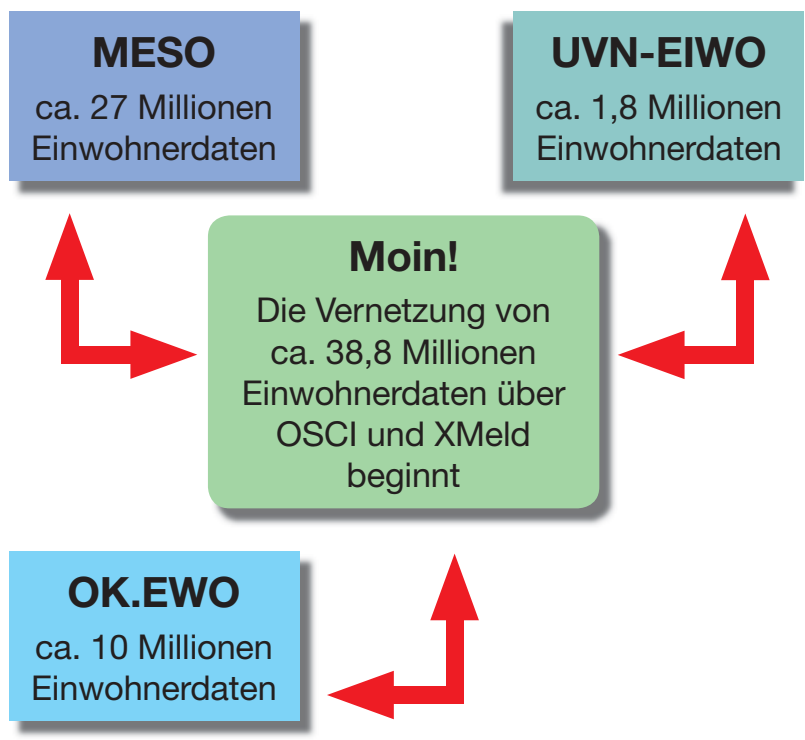 MESO
ca. 27 Millionen
Einwohnerdaten
UVN-EIWO
ca. 1,8 Millionen
Einwohnerdaten
Moin!
Die Vernetzung von
ca. 38,8 Millionen
Einwohnerdaten über
OSCI und XMeld
beginnt
OK.EWO
ca. 10 Millionen
Einwohnerdaten